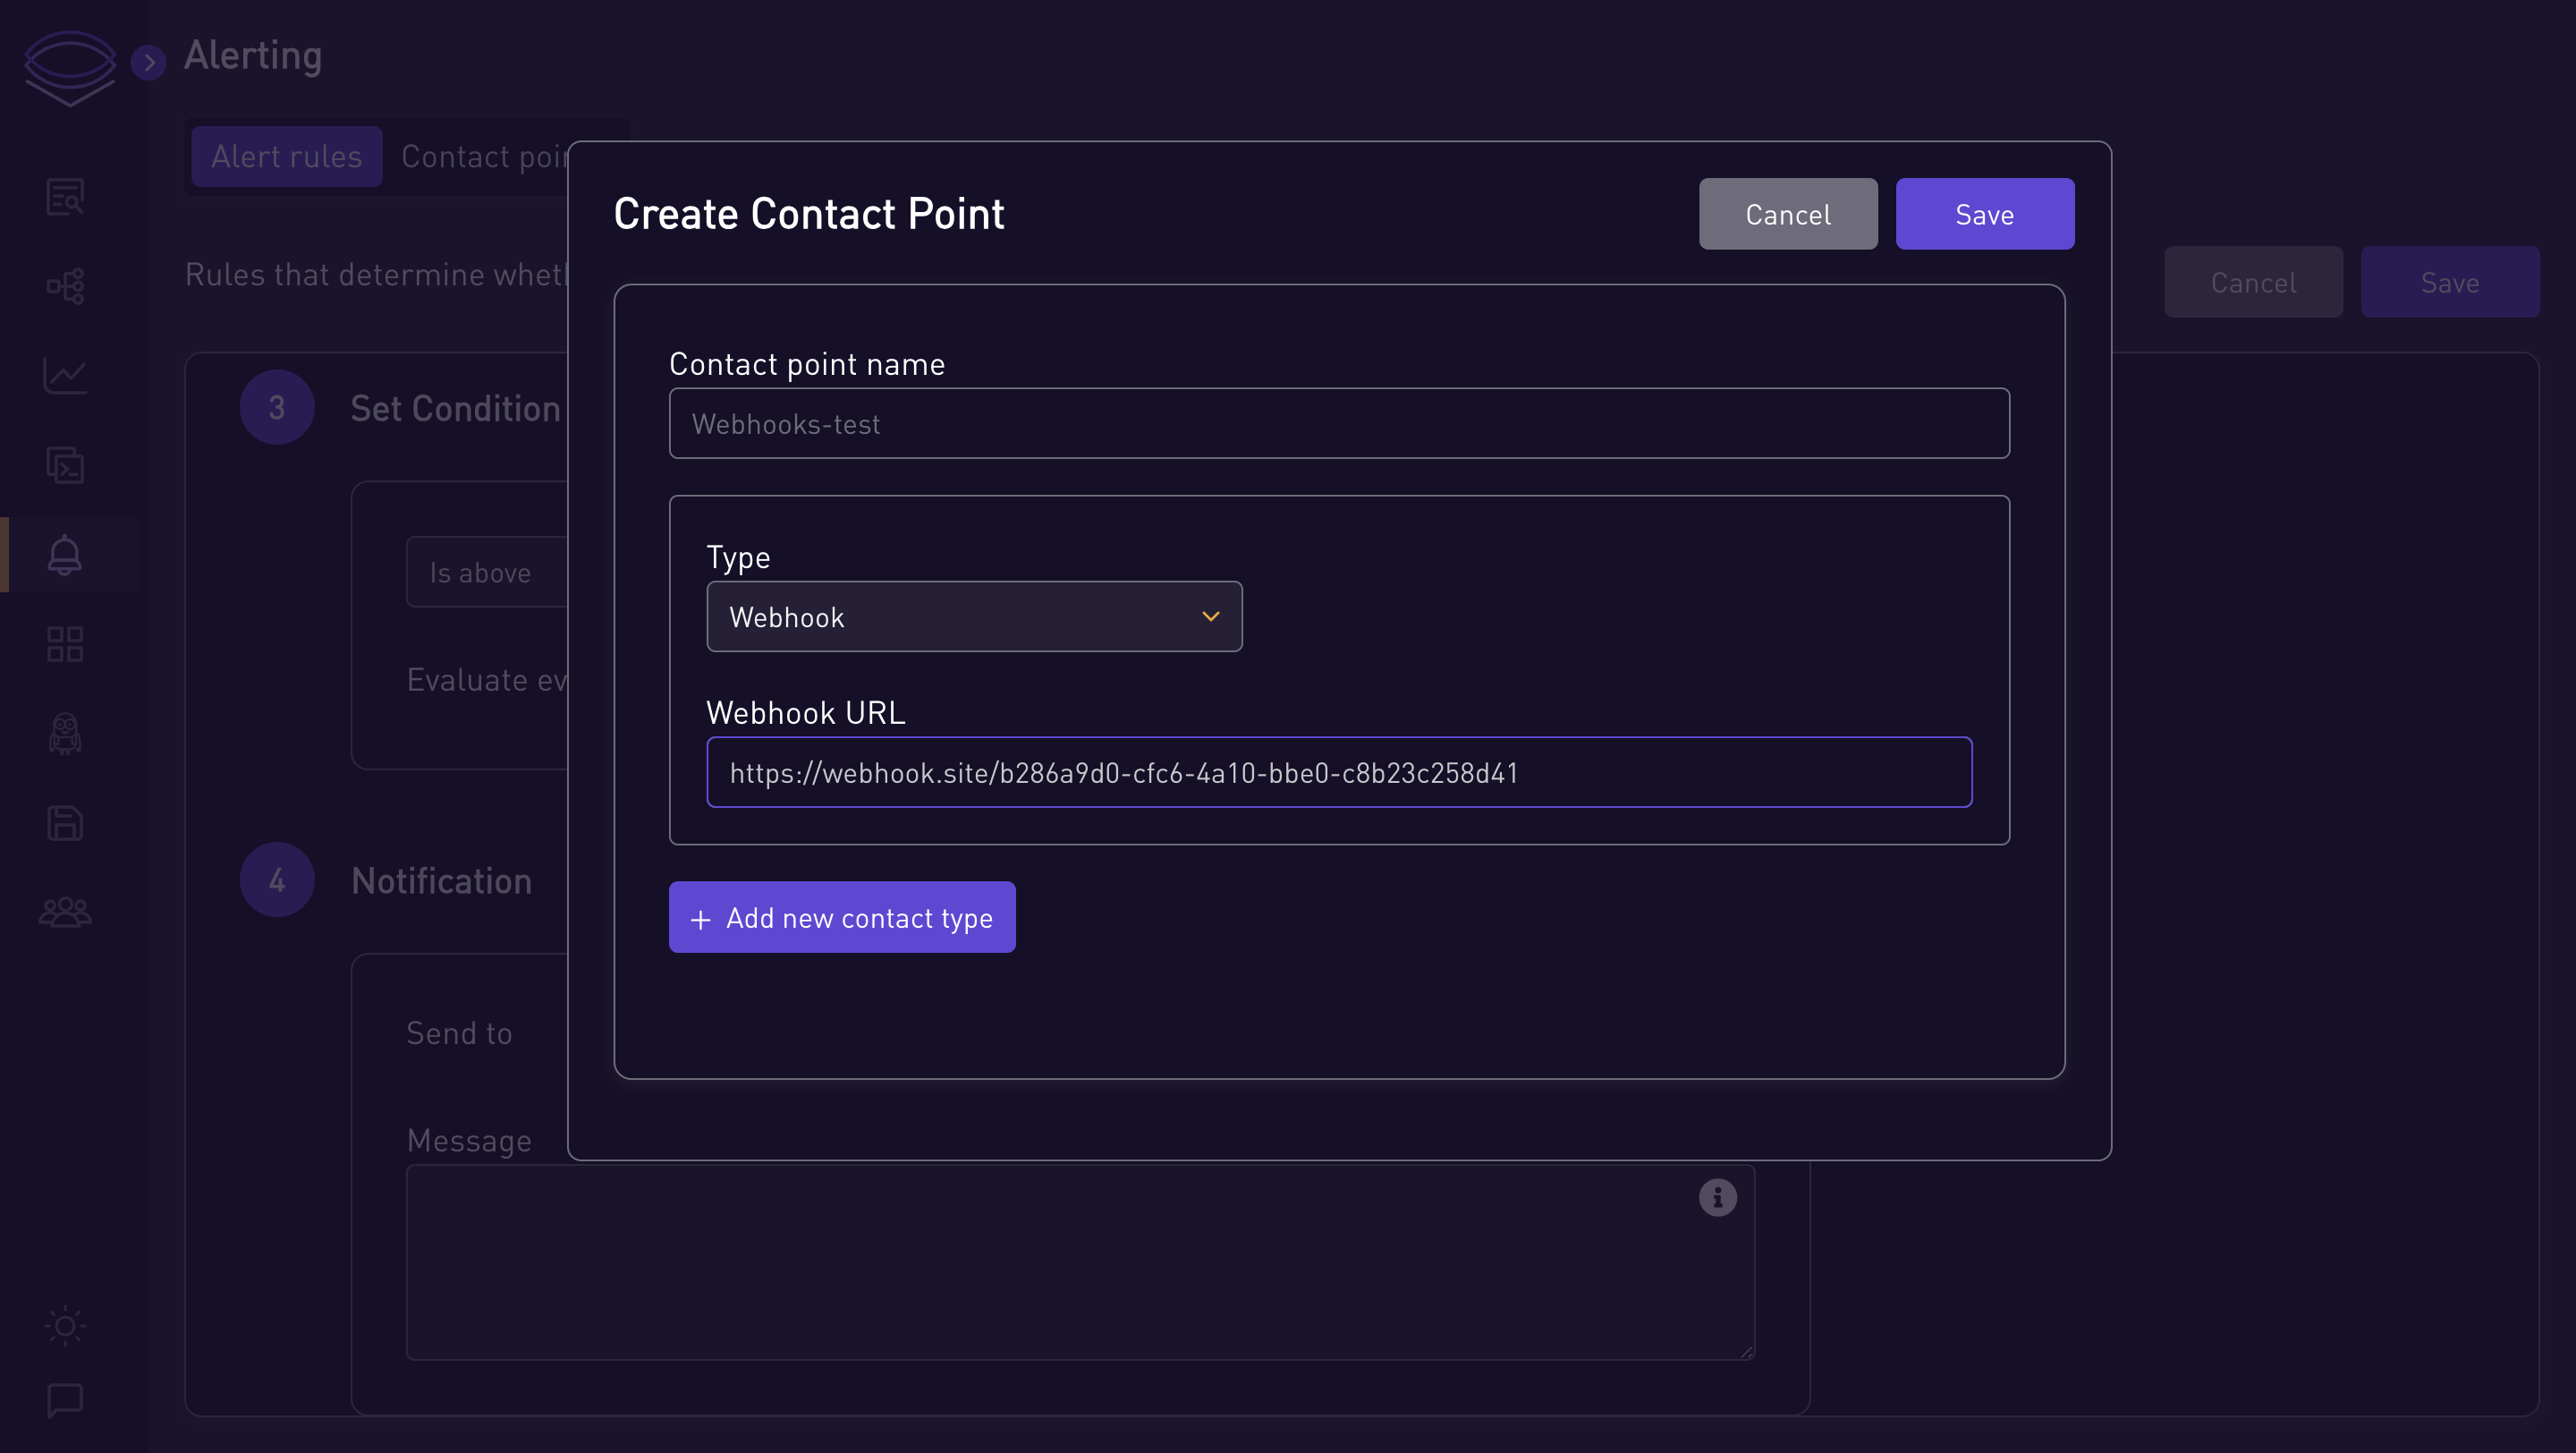 Alerting
Alert rules
Contact poin
Create Contact Point
Cancel
Save
Rules that determine wheth
Cancel
Save
Contact point name
Webhooks-test
3
Set Condition
Type
Is above
Webhook
Evaluate ev
Webhook URL
https://webhook.site/b286a9d0-cfc6-4a10-bbe0-c8b23c258d41
4
Notification
+ Add new contact type
Send to
Message